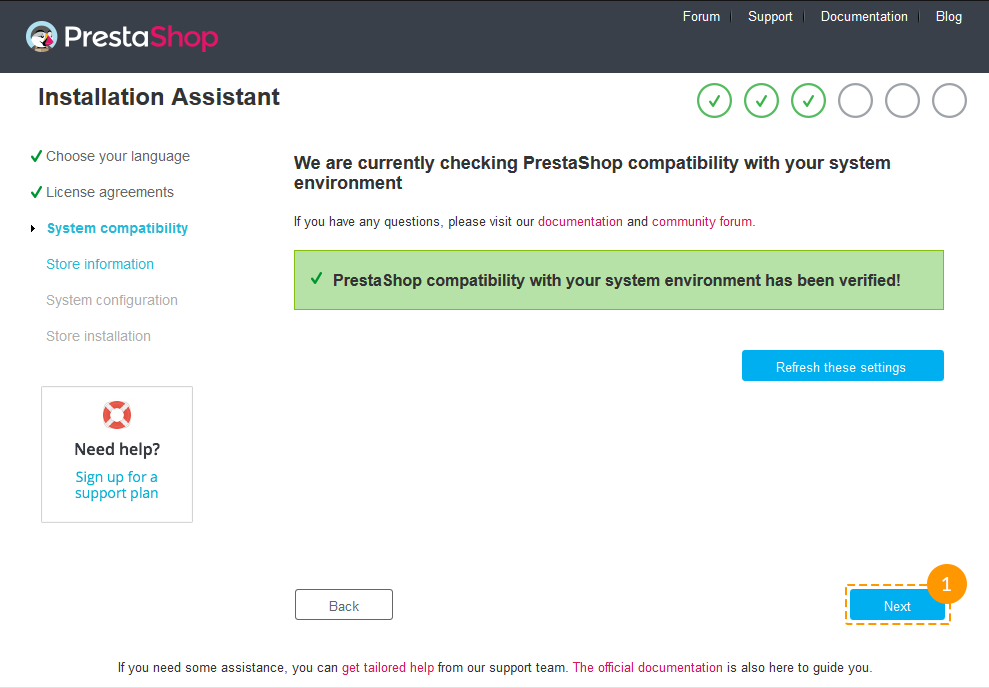 Forum
Support
Documentation
Blog
PrestaShop
Installation Assistant
Choose your language
License agreements
System compatibility
Store information
System configuration
Store installation
Need help?
Sign up for a
support plan
We are currently checking PrestaShop compatibility with your system
environment
If you have any questions, please visit our documentation and community forum.
PrestaShop compatibility with your system environment has been verified!
Refresh these settings
Back
Next
1
If you need some assistance, you can get tailored help from our support team. The official documentation is also here to guide you.